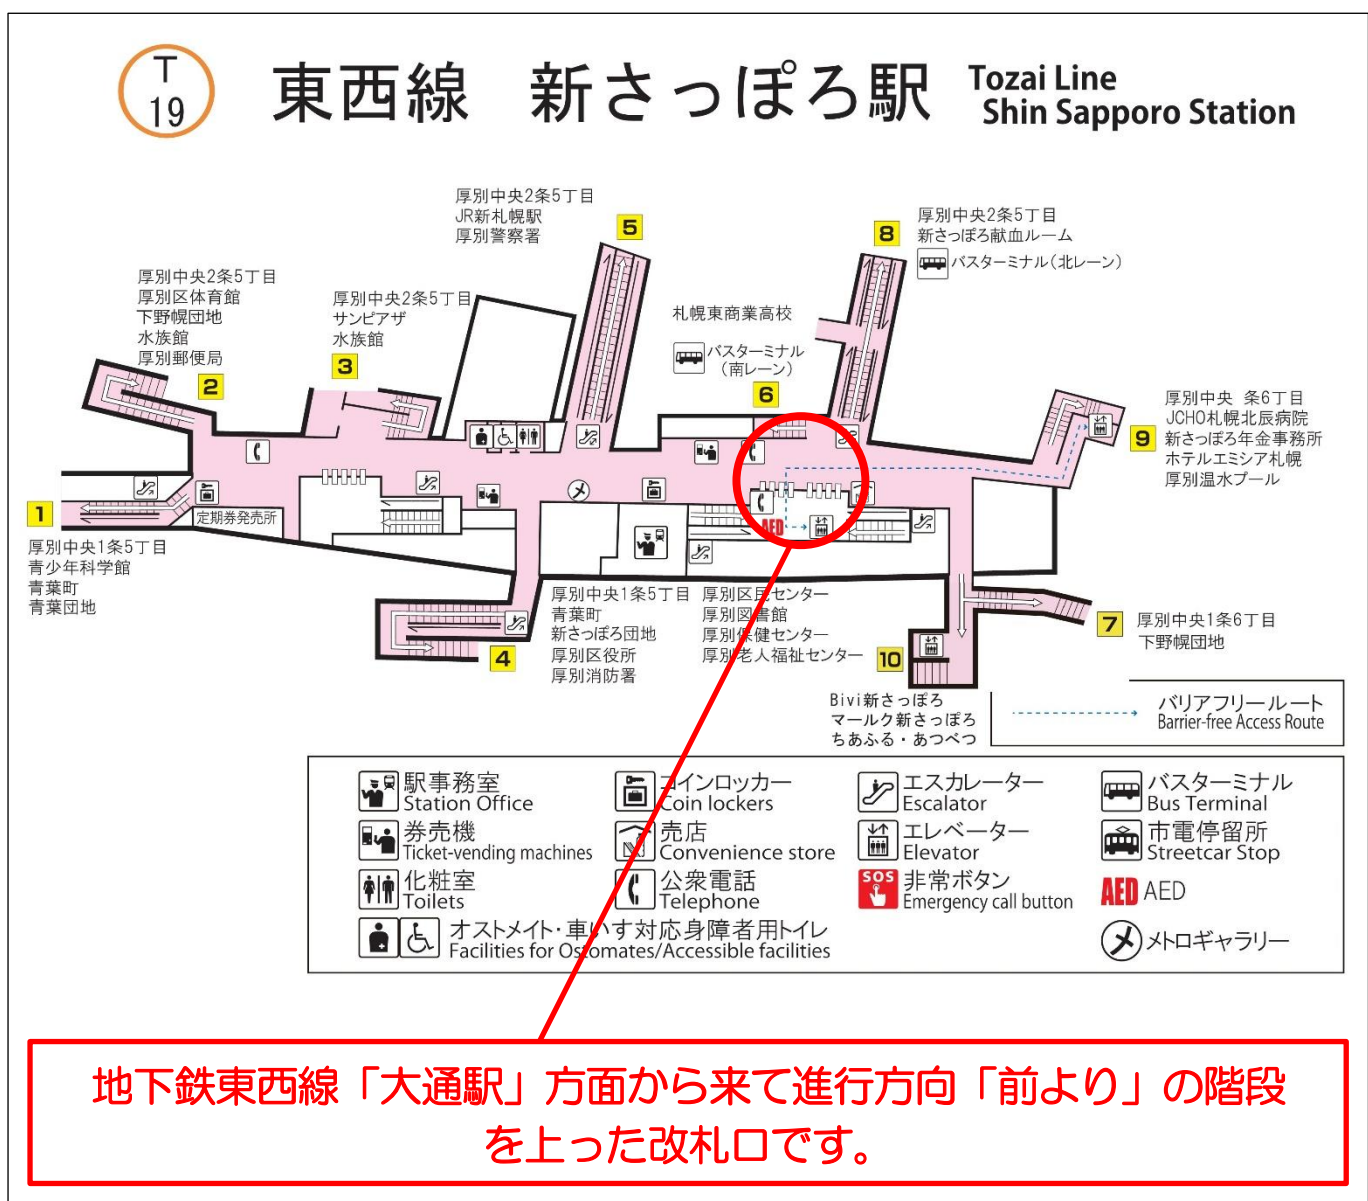 T
19
東西線 新さっぽろ駅
Tozai Line
Shin Sapporo Station
厚別中央2条5丁目
JR新札幌駅
厚別警察署
5
8
厚別中央2条5丁目
新さっぽろ献血ルーム
バスターミナル(北レーン)
厚別中央2条5丁目
厚別区体育館
下野幌団地
水族館
厚別郵便局
2
厚別中央2条5丁目
サンピアザ
水族館
3
札幌東商業高校
バスターミナル
(南レーン)
6
厚別中央 条6丁目
JCHO札幌北辰病院
新さっぽろ年金事務所
ホテルエミシア札幌
厚別温水プール
9
1
定期券発売所
メ
AED
厚別中央1条5丁目
青少年科学館
青葉町
青葉団地
4
厚別中央1条5丁目
青葉町
新さっぽろ団地
厚別区役所
厚別消防署
厚別区民センター
厚別図書館
厚別保健センター
厚別老人福祉センター
10
7
厚別中央1条6丁目
下野幌団地
Bivi新さっぽろ
マールク新さっぽろ
ちあふる・あつべつ
バリアフリールート
Barrier-free Access Route
駅事務室
Station Office
コインロッカー
Coin lockers
エスカレーター
Escalator
バスターミナル
Bus Terminal
券売機
Ticket-vending machines
売店
Convenience store
エレベーター
Elevator
市電停留所
Streetcar Stop
化粧室
Toilets
公衆電話
Telephone
SOS
非常ボタン
Emergency call button
AED AED
オストメイト・車いす対応身障者用トイレ
Facilities for Ostomates/Accessible facilities
メ メトロギャラリー
地下鉄東西線「大通駅」方面から来て進行方向「前より」の階段
を上った改札口です。